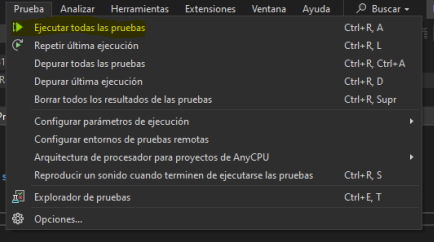 Prueba Analizar Herramientas Extensiones Ventana Ayuda Buscar
Ejecutar todas las pruebas Ctrl+R, A
Repetir última ejecución Ctrl+R, L
Depurar todas las pruebas Ctrl+R, Ctrl+A
Depurar última ejecución Ctrl+R, D
Borrar todos los resultados de las pruebas Ctrl+R, Supr
Configurar parámetros de ejecución
Configurar entornos de pruebas remotas
Arquitectura de procesador para proyectos de AnyCPU
Reproducir un sonido cuando terminen de ejecutarse las pruebas Ctrl+R, S
Explorador de pruebas Ctrl+E, T
Opciones...